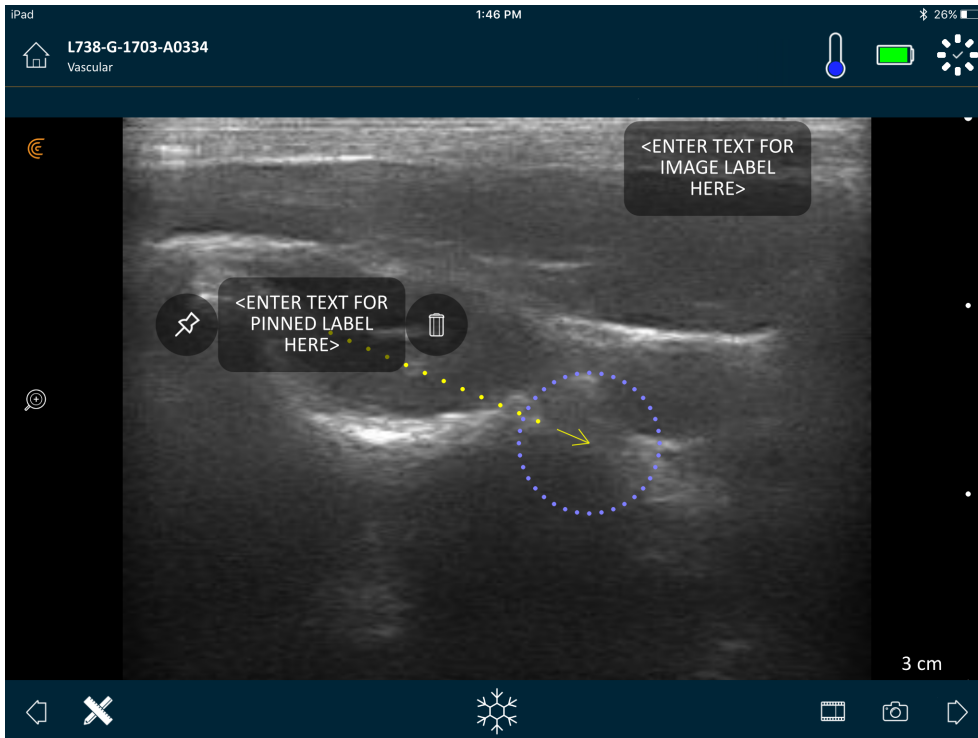 iPad
1:46 PM
26%
L738-G-1703-A0334
Vascular
<ENTER TEXT FOR
IMAGE LABEL
HERE>
<ENTER TEXT FOR
PINNED LABEL
HERE>
3 cm